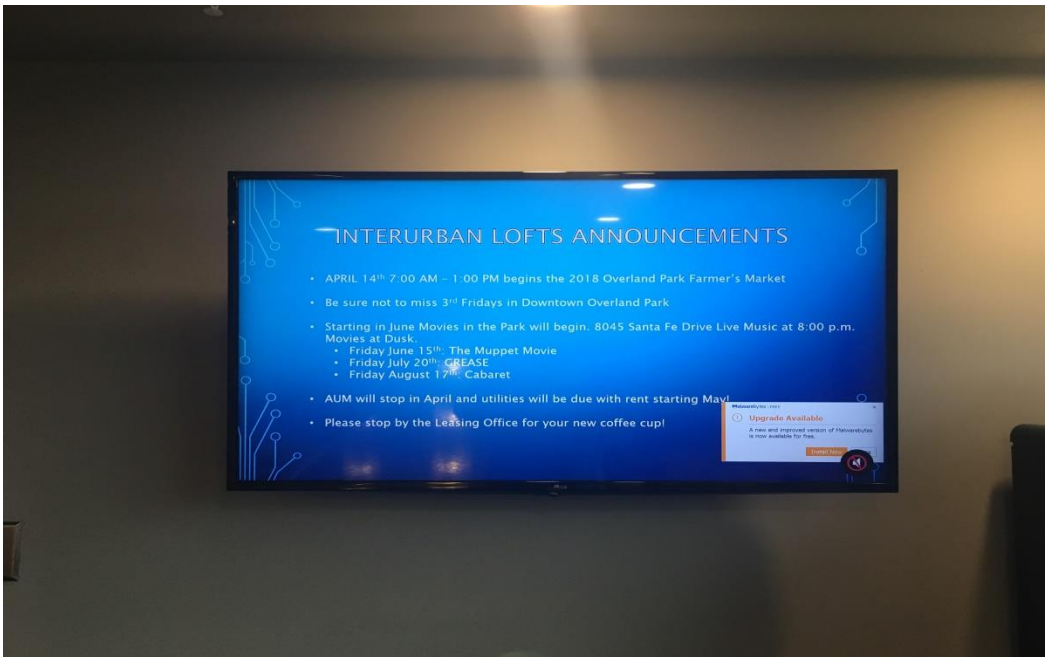 INTERURBAN LOFTS ANNOUNCEMENTS
• APRIL 14th 7:00 AM – 1:00 PM begins the 2018 Overland Park Farmer's Market
• Be sure not to miss 3rd Fridays in Downtown Overland Park
• Starting in June Movies in the Park will begin. 8045 Santa Fe Drive Live Music at 8:00 p.m.
Movies at Dusk.
• Friday June 15th: The Muppet Movie
• Friday July 20th: GREASE
• Friday August 17th: Cabaret
• AUM will stop in April and utilities will be due with rent starting May!
• Please stop by the Leasing Office for your new coffee cup!
Malwarebytes
Upgrade Available
A new and improved version of Malwarebytes
is now available for free.
Install Now